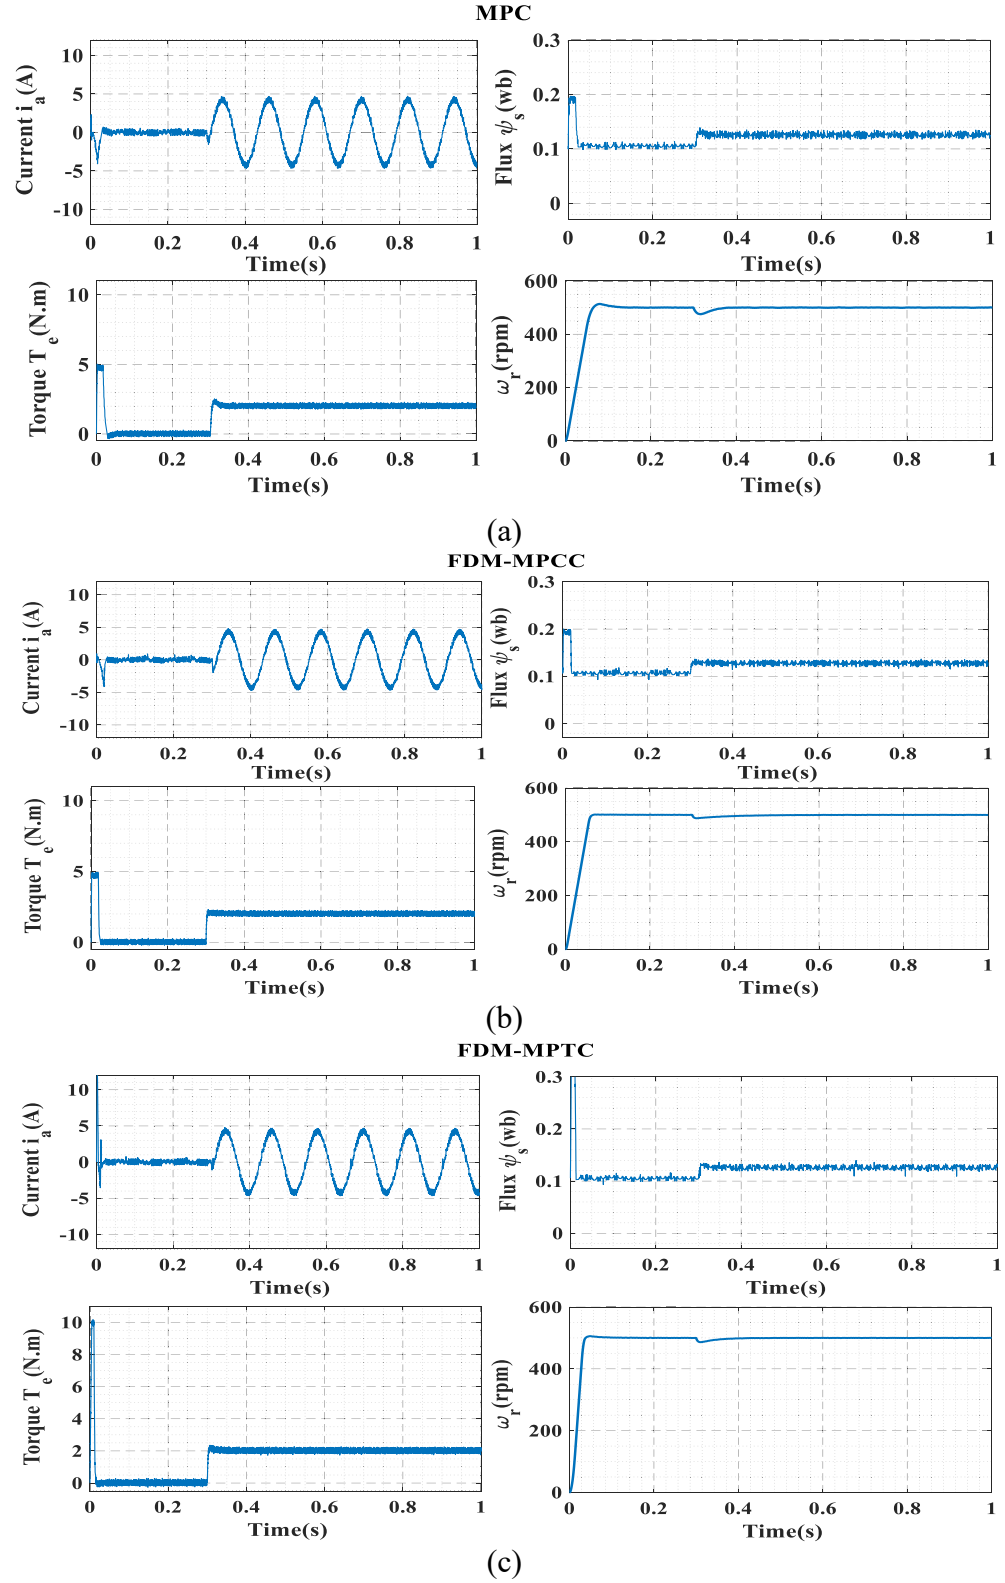 MPC
Current i_a(A)
10
5
0
-5
-10
0 0.2 0.4 0.6 0.8 1
Time(s)
Flux ψ_s(wb)
0.3
0.2
0.1
0
0 0.2 0.4 0.6 0.8 1
Time(s)
Torque T_e(N.m)
10
5
0
0 0.2 0.4 0.6 0.8 1
Time(s)
ω_r(rpm)
600
400
200
0
0 0.2 0.4 0.6 0.8 1
Time(s)
(a)
FDM-MPCC
Current i_a(A)
10
5
0
-5
-10
0 0.2 0.4 0.6 0.8 1
Time(s)
Flux ψ_s(wb)
0.3
0.2
0.1
0
0 0.2 0.4 0.6 0.8 1
Time(s)
Torque T_e(N.m)
10
5
0
0 0.2 0.4 0.6 0.8 1
Time(s)
ω_r(rpm)
600
400
200
0
0 0.2 0.4 0.6 0.8 1
Time(s)
(b)
FDM-MPTC
Current i_a(A)
10
5
0
-5
-10
0 0.2 0.4 0.6 0.8 1
Time(s)
Flux ψ_s(wb)
0.3
0.2
0.1
0
0 0.2 0.4 0.6 0.8 1
Time(s)
Torque T_e(N.m)
10
8
6
4
2
0
0 0.2 0.4 0.6 0.8 1
Time(s)
ω_r(rpm)
600
400
200
0
0 0.2 0.4 0.6 0.8 1
Time(s)
(c)